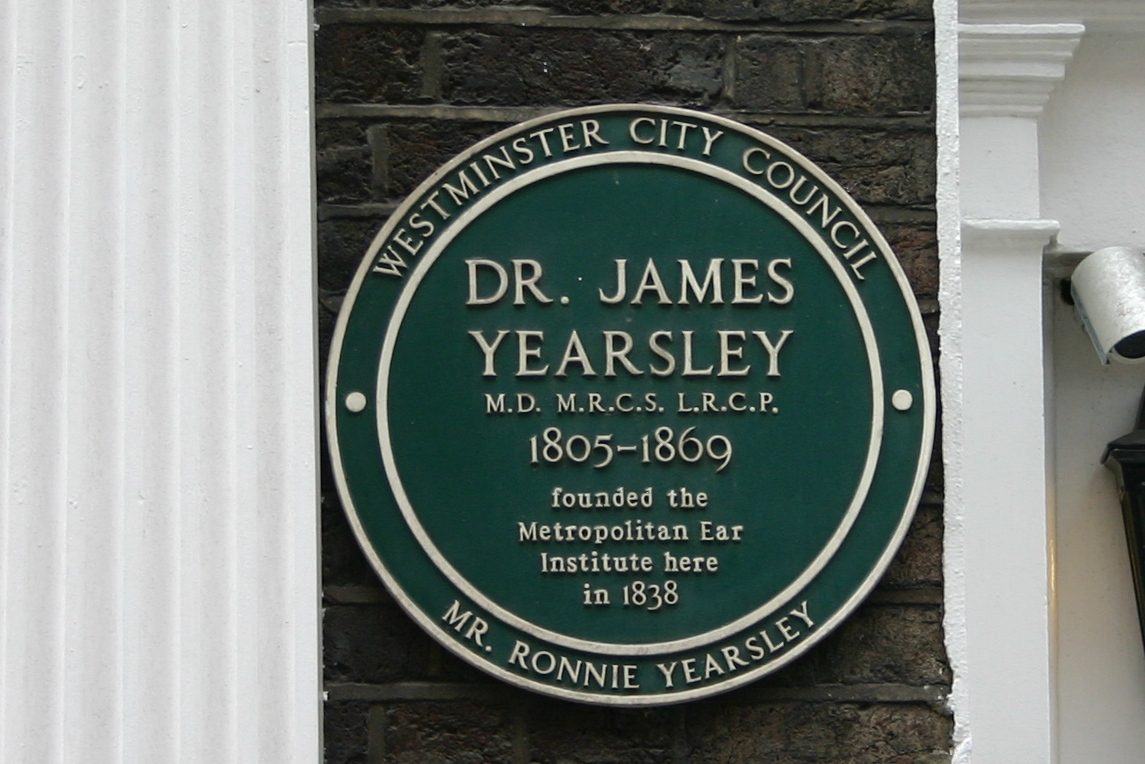 WESTMINSTER CITY COUNCIL
DR. JAMES
YEARSLEY
M.D. M.R.C.S. L.R.C.P.
1805-1869
founded the
Metropolitan Ear
Institute here
in 1838
MR. RONNIE YEARSLEY